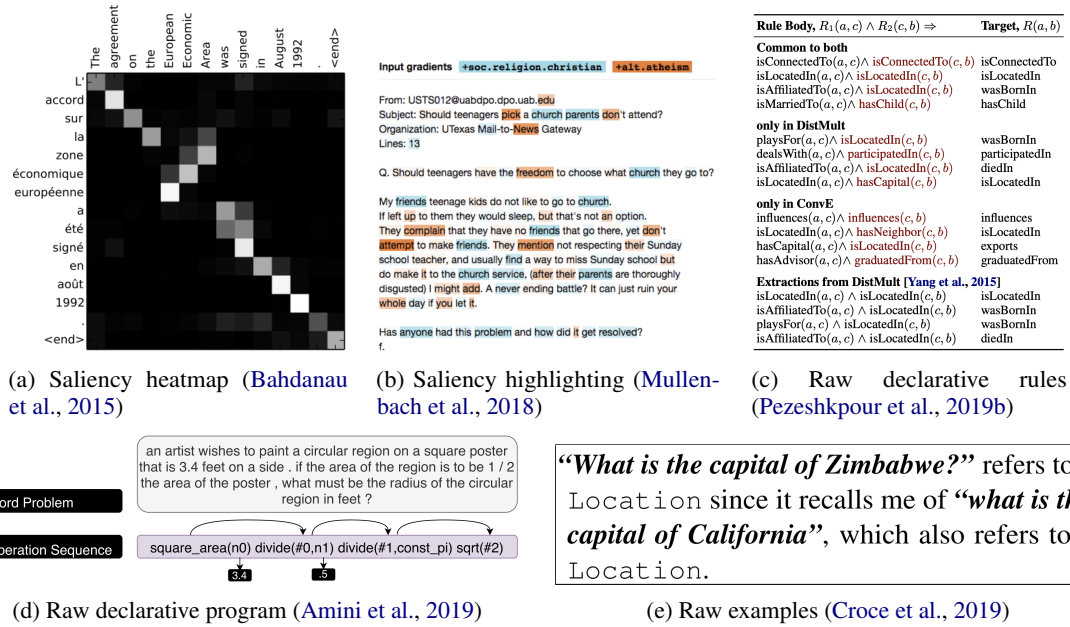 The agreement on the European Economic Area was signed in August 1992 . <end>
L'
accord
sur
la
zone
économique
européenne
a
été
signé
en
août
1992
.
<end>
(a) Saliency heatmap (Bahdanau
et al., 2015)
Input gradients +soc.religion.christian +alt.atheism
From: USTS012@uabdpo.dpo.uab.edu
Subject: Should teenagers pick a church parents don't attend?
Organization: UTexas Mail-to-News Gateway
Lines: 13
Q. Should teenagers have the freedom to choose what church they go to?
My friends teenage kids do not like to go to church.
If left up to them they would sleep, but that's not an option.
They complain that they have no friends that go there, yet don't
attempt to make friends. They mention not respecting their Sunday
school teacher, and usually find a way to miss Sunday school but
do make it to the church service, (after their parents are thoroughly
disgusted) I might add. A never ending battle? It can just ruin your
whole day if you let it.
Has anyone had this problem and how did it get resolved?
f.
(b) Saliency highlighting (Mullen-
bach et al., 2018)
Rule Body, R1(a, c) ∧ R2(c, b) ⇒ Target, R(a, b)
Common to both
isConnectedTo(a, c)∧ isConnectedTo(c, b) isConnectedTo
isLocatedIn(a, c)∧ isLocatedIn(c, b) isLocatedIn
isAffiliatedTo(a, c)∧ isLocatedIn(c, b) wasBornIn
isMarriedTo(a, c)∧ hasChild(c, b) hasChild
only in DistMult
playsFor(a, c)∧ isLocatedIn(c, b) wasBornIn
dealsWith(a, c)∧ participatedIn(c, b) participatedIn
isAffiliatedTo(a, c)∧ isLocatedIn(c, b) diedIn
isLocatedIn(a, c)∧ hasCapital(c, b) isLocatedIn
only in ConvE
influences(a, c)∧ influences(c, b) influences
isLocatedIn(a, c)∧ hasNeighbor(c, b) isLocatedIn
hasCapital(a, c)∧ isLocatedIn(c, b) exports
hasAdvisor(a, c)∧ graduatedFrom(c, b) graduatedFrom
Extractions from DistMult [Yang et al., 2015]
isLocatedIn(a, c) ∧ isLocatedIn(c, b) isLocatedIn
isAffiliatedTo(a, c) ∧ isLocatedIn(c, b) wasBornIn
playsFor(a, c) ∧ isLocatedIn(c, b) wasBornIn
isAffiliatedTo(a, c) ∧ isLocatedIn(c, b) diedIn
(c) Raw declarative rules
(Pezeshkpour et al., 2019b)
ord Problem
an artist wishes to paint a circular region on a square poster
that is 3.4 feet on a side . if the area of the region is to be 1 / 2
the area of the poster , what must be the radius of the circular
region in feet ?
peration Sequence
square_area(n0) divide(#0,n1) divide(#1,const_pi) sqrt(#2)
3.4 .5
(d) Raw declarative program (Amini et al., 2019)
“What is the capital of Zimbabwe?” refers to
Location since it recalls me of “what is th
capital of California”, which also refers to
Location.
(e) Raw examples (Croce et al., 2019)